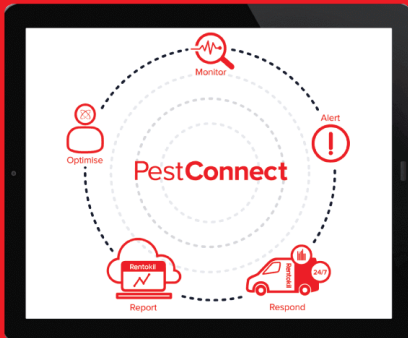 Monitor
Alert
Optimise
PestConnect
Rentokil
Rentokil
24/7
Report
Respond